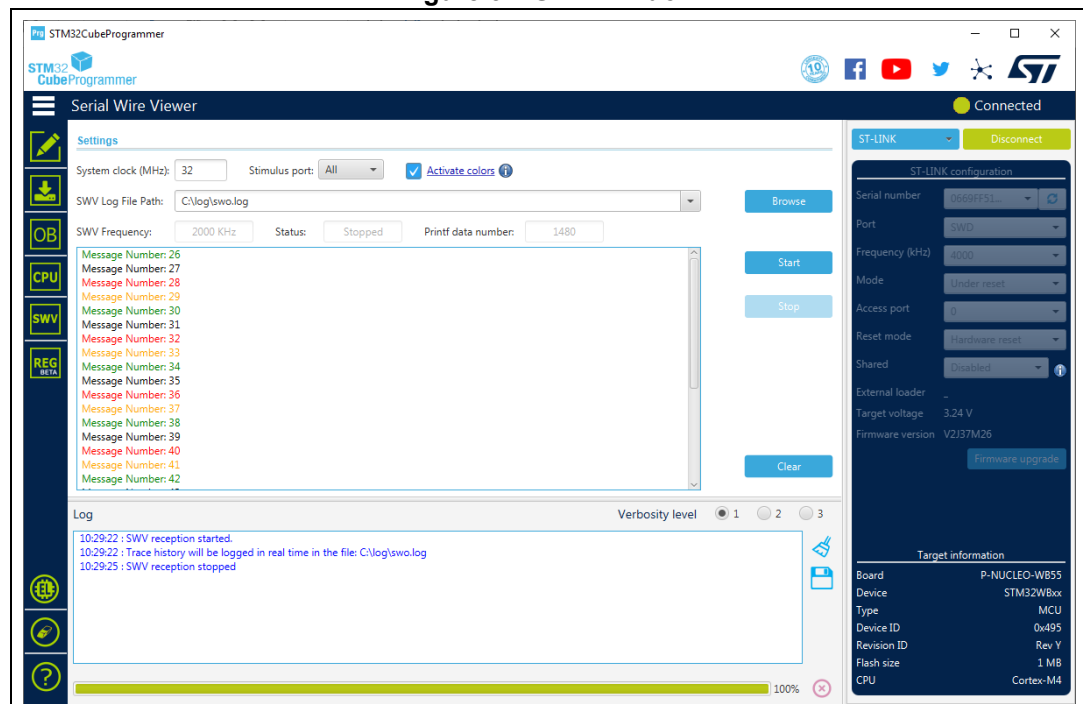 Prg STM32CubeProgrammer
STM32
CubeProgrammer
10
Serial Wire Viewer
Connected
Settings
System clock (MHz): 32 Stimulus port: All Activate colors
SWV Log File Path: C:\log\swo.log Browse
SWV Frequency: 2000 KHz Status: Stopped Printf data number: 1480
Message Number: 26
Message Number: 27
Message Number: 28
Message Number: 29
Message Number: 30
Message Number: 31
Message Number: 32
Message Number: 33
Message Number: 34
Message Number: 35
Message Number: 36
Message Number: 37
Message Number: 38
Message Number: 39
Message Number: 40
Message Number: 41
Message Number: 42
Start
Stop
Clear
OB
CPU
SWV
REG
BETA
Log
Verbosity level 1 2 3
10:29:22 : SWV reception started.
10:29:22 : Trace history will be logged in real time in the file: C:\log\swo.log
10:29:25 : SWV reception stopped
100%
ST-LINK Disconnect
ST-LINK configuration
Serial number 0669FF51...
Port SWD
Frequency (kHz) 4000
Mode Under reset
Access port 0
Reset mode Hardware reset
Shared Disabled
External loader _
Target voltage 3.24 V
Firmware version V2J37M26
Firmware upgrade
Target information
Board P-NUCLEO-WB55
Device STM32WBxx
Type MCU
Device ID 0x495
Revision ID Rev Y
Flash size 1 MB
CPU Cortex-M4